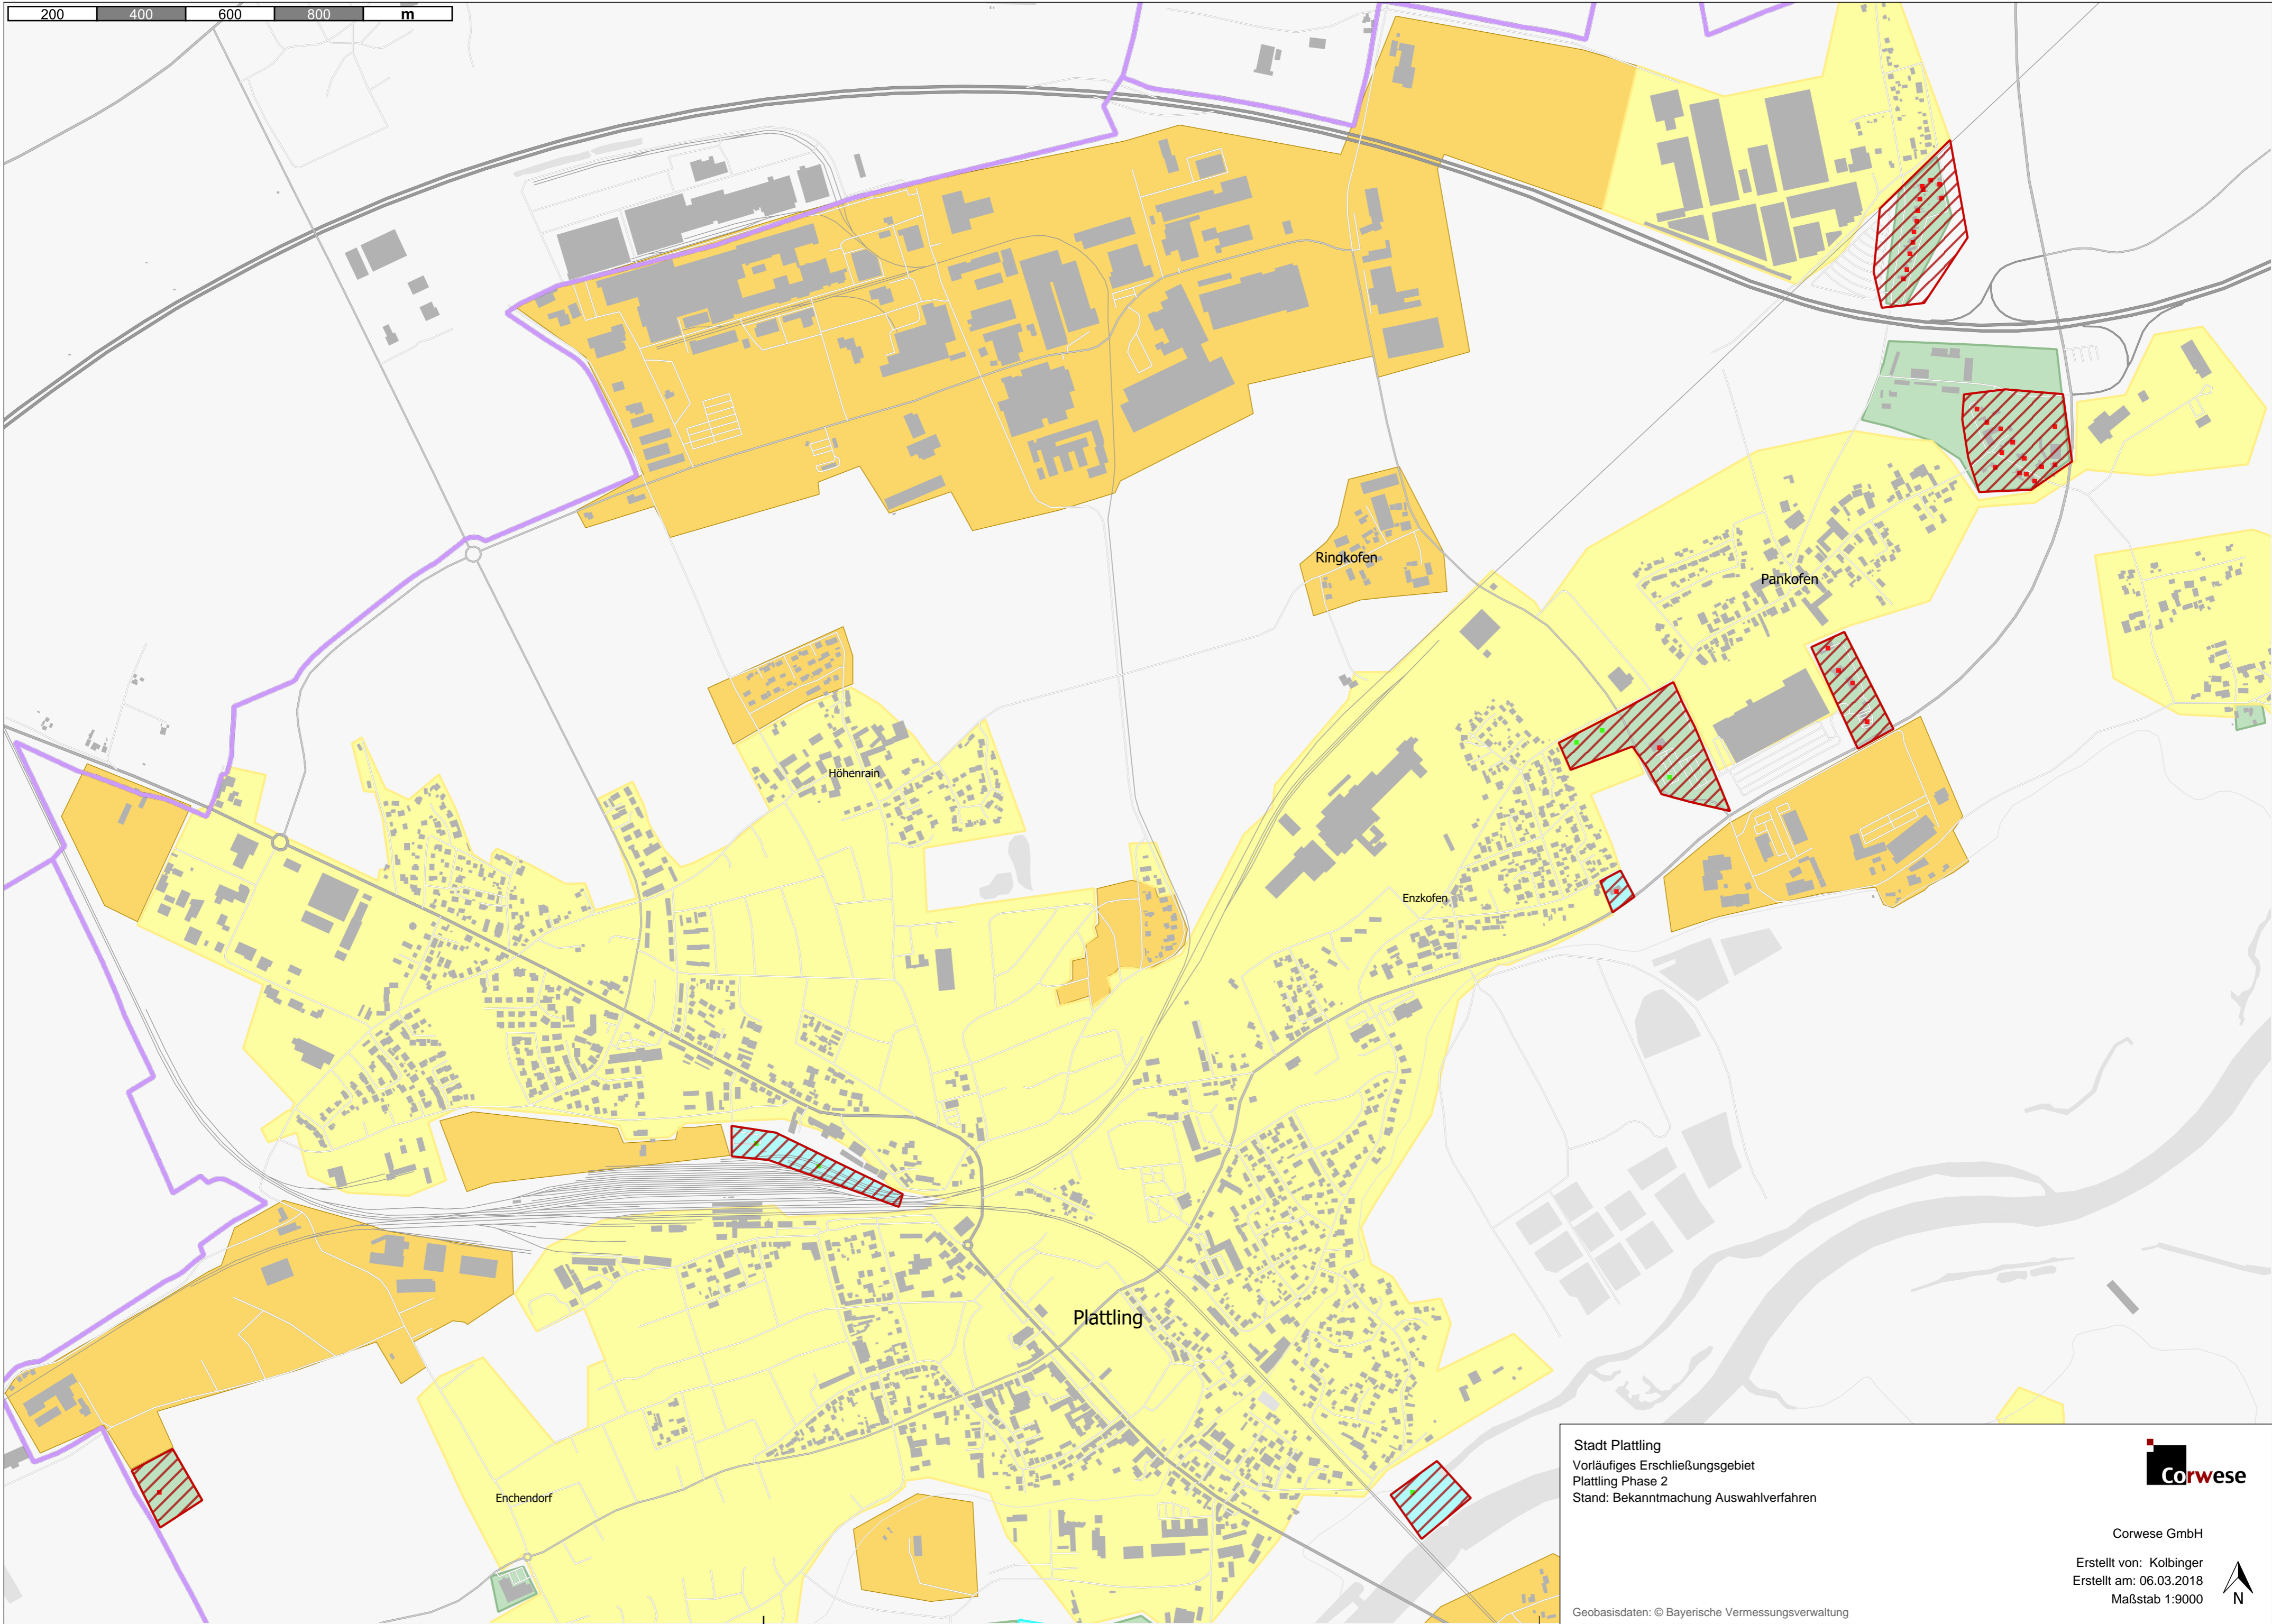 200 400 600 800 m
Ringkofen
Pankofen
Höhenrain
Enzkofen
Plattling
Enchendorf
Stadt Plattling
Vorläufiges Erschließungsgebiet
Plattling Phase 2
Stand: Bekanntmachung Auswahlverfahren
Corwese
Corwese GmbH
Erstellt von: Kolbinger
Erstellt am: 06.03.2018
Maßstab 1:9000
N
Geobasisdaten: © Bayerische Vermessungsverwaltung